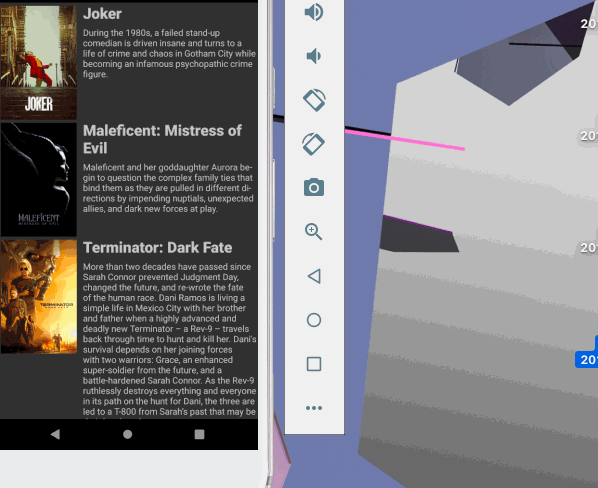 Joker
During the 1980s, a failed stand-up
comedian is driven insane and turns to a
life of crime and chaos in Gotham City while
becoming an infamous psychopathic crime
figure.
JOKER
Maleficent: Mistress of
Evil
Maleficent and her goddaughter Aurora be-
gin to question the complex family ties that
bind them as they are pulled in different di-
rections by impending nuptials, unexpected
allies, and dark new forces at play.
MALEFICENT
Terminator: Dark Fate
More than two decades have passed since
Sarah Connor prevented Judgment Day,
changed the future, and re-wrote the fate
of the human race. Dani Ramos is living a
simple life in Mexico City with her brother
and father when a highly advanced and
deadly new Terminator – a Rev-9 – travels
back through time to hunt and kill her. Dani's
survival depends on her joining forces
with two warriors: Grace, an enhanced
super-soldier from the future, and a
battle-hardened Sarah Connor. As the Rev-9
ruthlessly destroys everything and everyone
in its path on the hunt for Dani, the three are
led to a T-800 from Sarah's past that may be
TERMINATOR
20
20
20
20